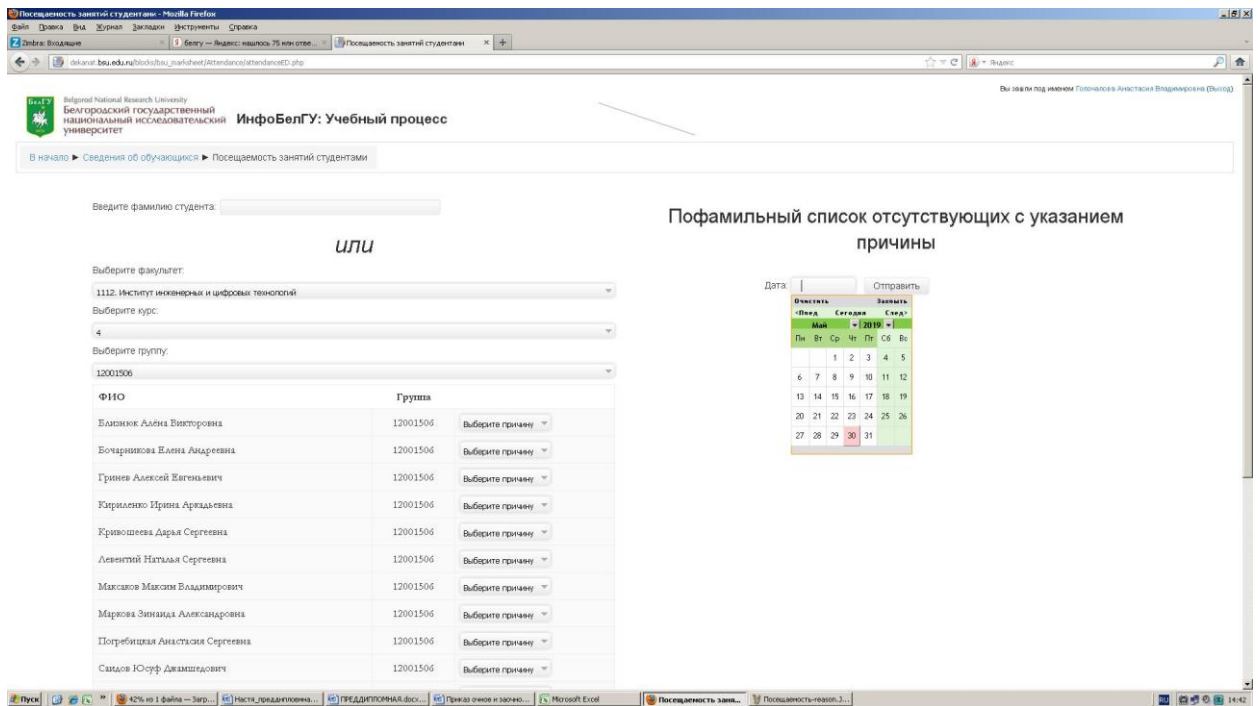 Посещаемость занятий студентами - Mozilla Firefox
Файл Правка Вид Журнал Закладки Инструменты Справка
Zimbra: Входящие
белгу — Яндекс: нашлось 75 млн отве...
Посещаемость занятий студентами
dekanat.bsu.edu.ru/blocks/bsu_marksheet/Attendance/attendanceED.php
Яндекс
Вы зашли под именем Голочалова Анастасия Владимировна (Выход)
БелГУ
Belgorod National Research University
Белгородский государственный
национальный исследовательский
университет
ИнфоБелГУ: Учебный процесс
В начало ► Сведения об обучающихся ► Посещаемость занятий студентами
Введите фамилию студента:
или
Выберите факультет:
1112. Институт инженерных и цифровых технологий
Выберите курс:
4
Выберите группу:
12001506
ФИО Группа
Близнюк Алёна Викторовна 12001506 Выберите причину
Бочарникова Елена Андреевна 12001506 Выберите причину
Гринев Алексей Евгеньевич 12001506 Выберите причину
Кириленко Ирина Аркадьевна 12001506 Выберите причину
Кривошеева Дарья Сергеевна 12001506 Выберите причину
Левентий Наталья Сергеевна 12001506 Выберите причину
Максаков Максим Владимирович 12001506 Выберите причину
Маркова Зинаида Александровна 12001506 Выберите причину
Погребицкая Анастасия Сергеевна 12001506 Выберите причину
Саидов Юсуф Джамшедович 12001506 Выберите причину
Пофамильный список отсутствующих с указанием
причины
Дата: Отправить
Очистить Закрыть
<Пред Сегодня След>
Май 2019
Пн Вт Ср Чт Пт Сб Вс
1 2 3 4 5
6 7 8 9 10 11 12
13 14 15 16 17 18 19
20 21 22 23 24 25 26
27 28 29 30 31
Пуск
42% из 1 файла — Загр...
Настя_преддипломна...
ПРЕДДИПЛОМНАЯ.docx...
Приказ очное и заочно...
Microsoft Excel
Посещаемость заня...
Посещаемость-reason.J...
RU
14:42